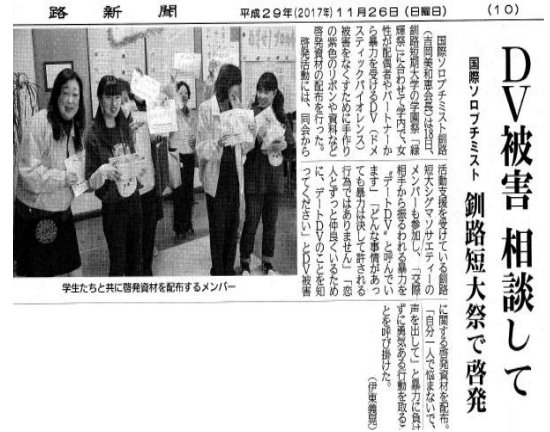 路 新 聞
平成29年(2017年)11月26日(日曜日)
(10)
DV被害 相談して
国際ソロプチミスト 釧路短大祭で啓発
国際ソロプチミスト釧路
(吉岡美和恵会長)は18日、
釧路短期大学の学園祭「緑
輝祭」に合わせて学内で、女
性が配偶者やパートナーか
ら暴力を受けるDV(ドメ
スティックバイオレンス)
被害をなくすために手作り
の紫色のリボンや資料など
啓発資材の配布を行った。
啓発活動には、同会から
活動支援を受けている釧路
短大シグマソサエティーの
メンバーも参加し、「交際
相手から振るわれる暴力を
〝デートDV〟と呼んでい
ます」「どんな事情があっ
ても暴力は決して許される
行為ではありません」「恋
人とずっと仲良くいるため
に、デートDVのことを知
ってください」とDV被害
に関する啓発資材を配布。
「自分一人で悩まないで、
声を出して」と暴力に負け
ずに勇気ある行動を取るこ
とを呼び掛けた。
(伊東義晃)
学生たちと共に啓発資材を配布するメンバー